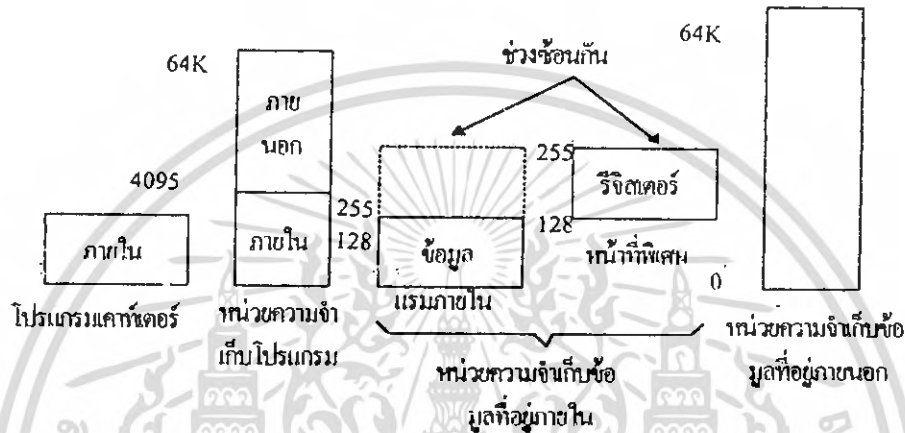 64K
ช่วงซ้อนกัน
64K
ภาย
นอก
4095
255
255
รีจิสเตอร์
ภายใน
ภายใน
128
ข้อมูล
128
หน้าที่พิเศษ
0
โปรแกรมเคาท์เตอร์
หน่วยความจำ
เก็บโปรแกรม
แรมภายใน
หน่วยความจำเก็บข้อ
มูลที่อยู่ภายใน
หน่วยความจำเก็บข้อ
มูลที่อยู่ภายนอก